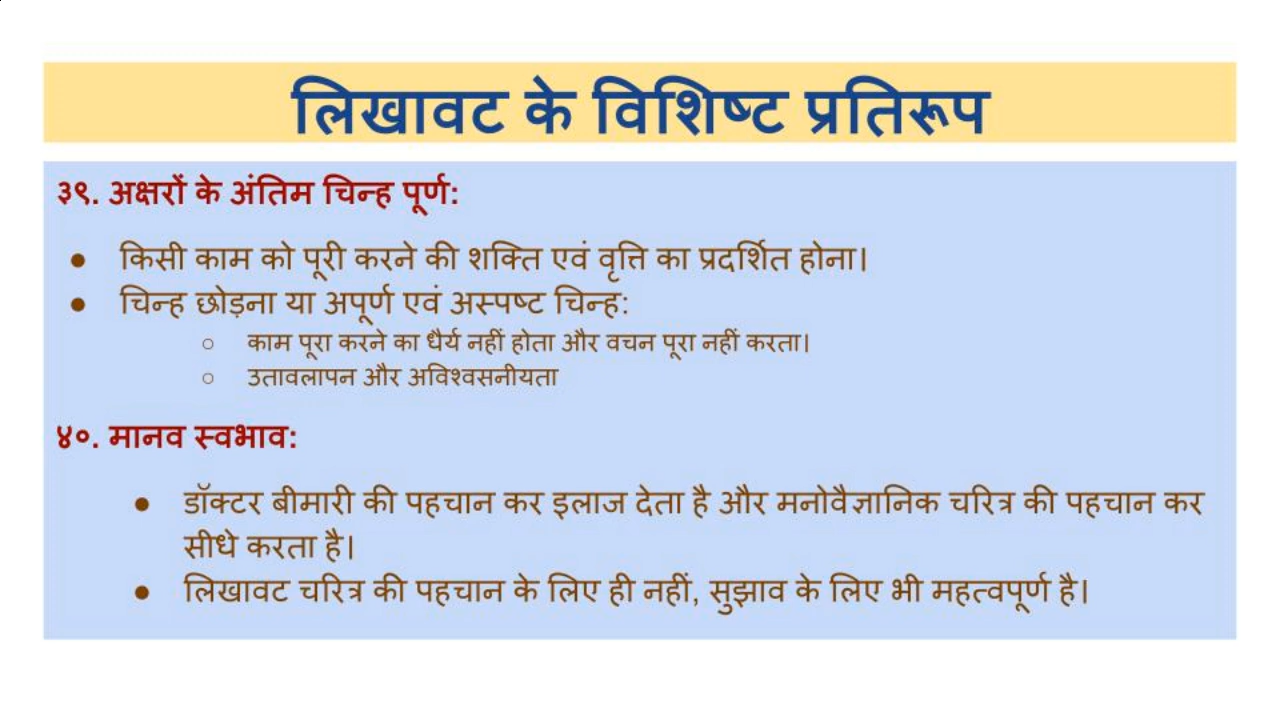 लिखावट के विशिष्ट प्रतिरूप
३९. अक्षरों के अंतिम चिन्ह पूर्ण:
● किसी काम को पूरी करने की शक्ति एवं वृत्ति का प्रदर्शित होना।
● चिन्ह छोड़ना या अपूर्ण एवं अस्पष्ट चिन्ह:
○ काम पूरा करने का धैर्य नहीं होता और वचन पूरा नहीं करता।
○ उतावलापन और अविश्वसनीयता
४०. मानव स्वभाव:
● डॉक्टर बीमारी की पहचान कर इलाज देता है और मनोवैज्ञानिक चरित्र की पहचान कर
सीधे करता है।
● लिखावट चरित्र की पहचान के लिए ही नहीं, सुझाव के लिए भी महत्वपूर्ण है।